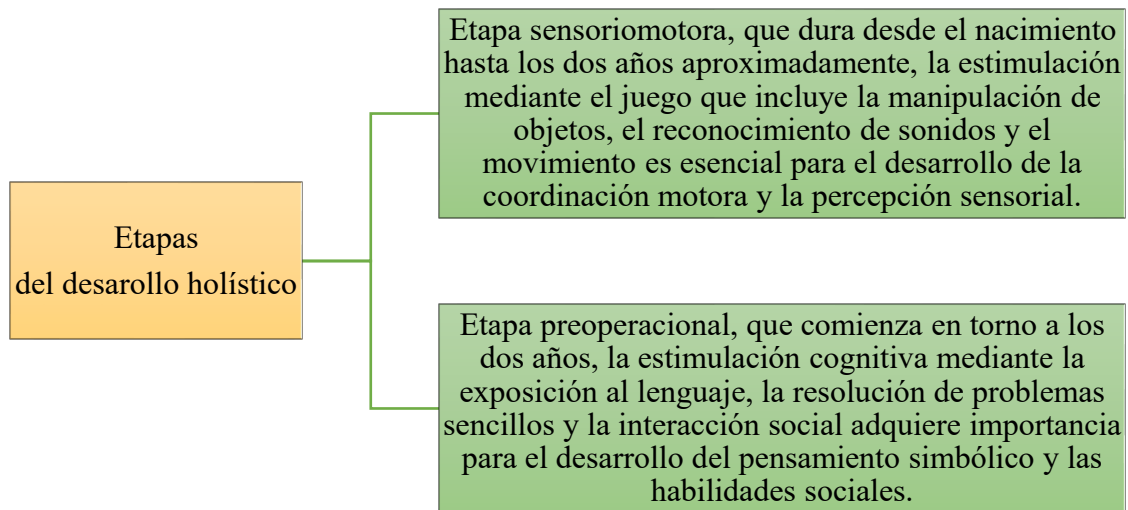 Etapas
del desarollo holístico
Etapa sensoriomotora, que dura desde el nacimiento
hasta los dos años aproximadamente, la estimulación
mediante el juego que incluye la manipulación de
objetos, el reconocimiento de sonidos y el
movimiento es esencial para el desarrollo de la
coordinación motora y la percepción sensorial.
Etapa preoperacional, que comienza en torno a los
dos años, la estimulación cognitiva mediante la
exposición al lenguaje, la resolución de problemas
sencillos y la interacción social adquiere importancia
para el desarrollo del pensamiento simbólico y las
habilidades sociales.